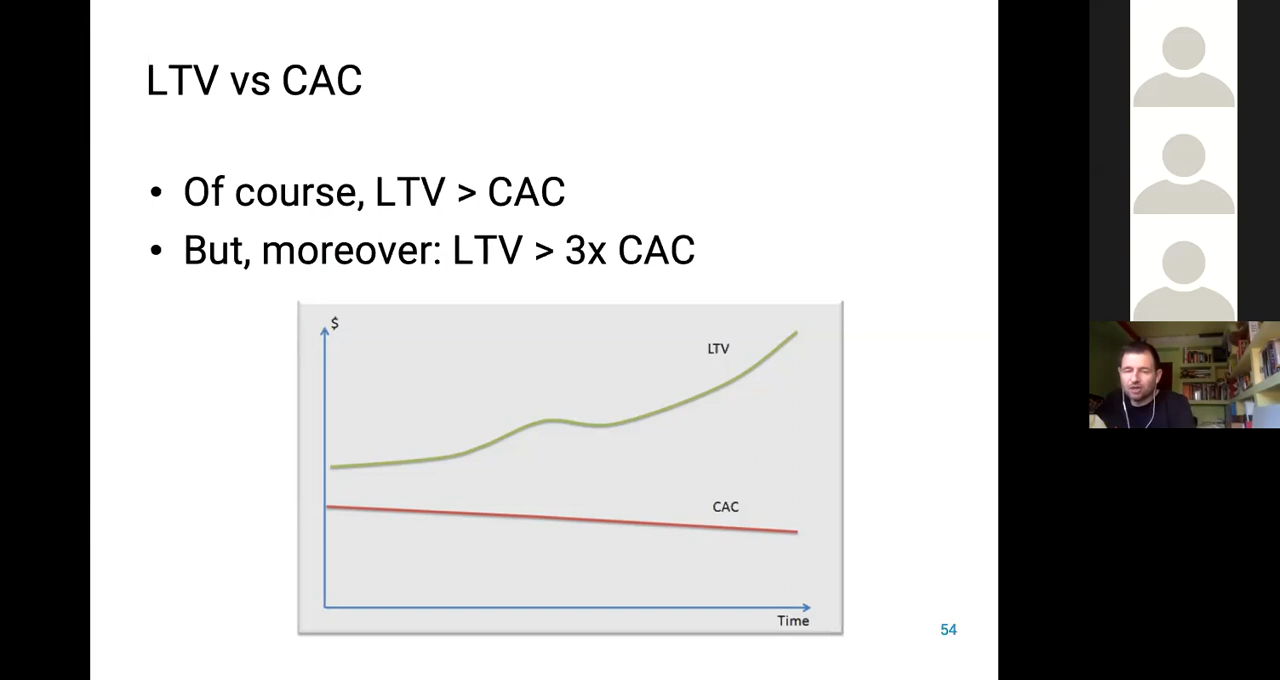 LTV vs CAC
• Of course, LTV > CAC
• But, moreover: LTV > 3x CAC
$
LTV
CAC
Time
54